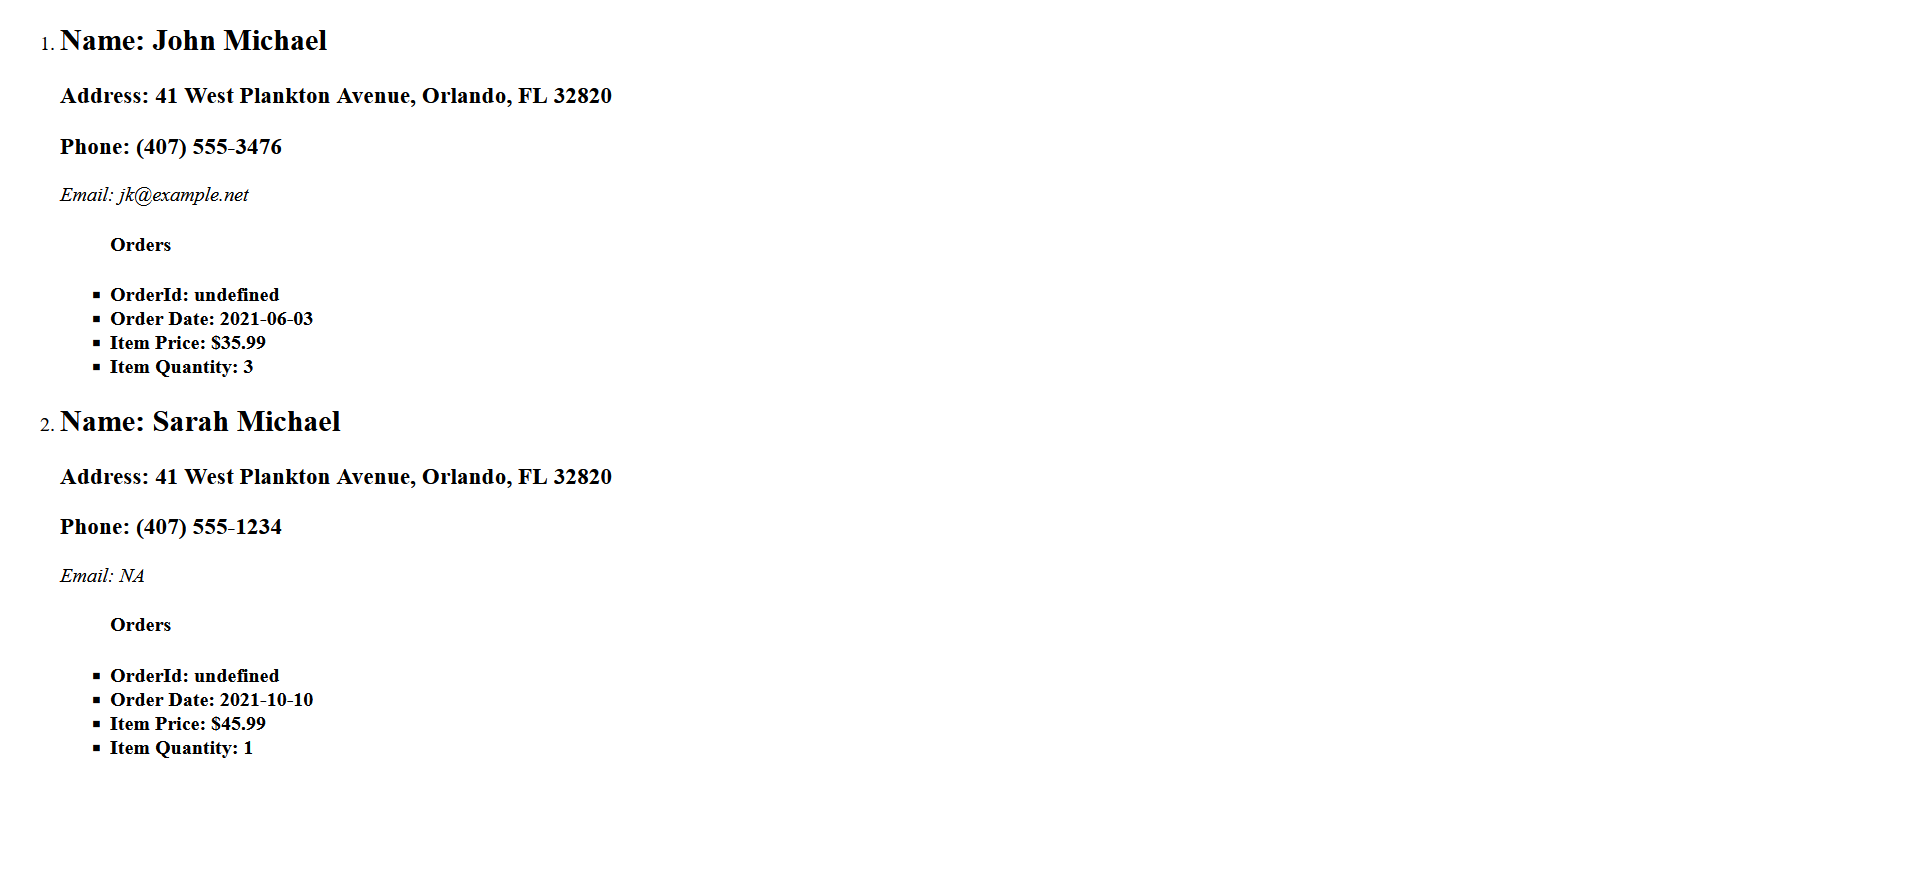 1. Name: John Michael
Address: 41 West Plankton Avenue, Orlando, FL 32820
Phone: (407) 555-3476
Email: jk@example.net
Orders
▪ OrderId: undefined
▪ Order Date: 2021-06-03
▪ Item Price: $35.99
▪ Item Quantity: 3
2. Name: Sarah Michael
Address: 41 West Plankton Avenue, Orlando, FL 32820
Phone: (407) 555-1234
Email: NA
Orders
▪ OrderId: undefined
▪ Order Date: 2021-10-10
▪ Item Price: $45.99
▪ Item Quantity: 1